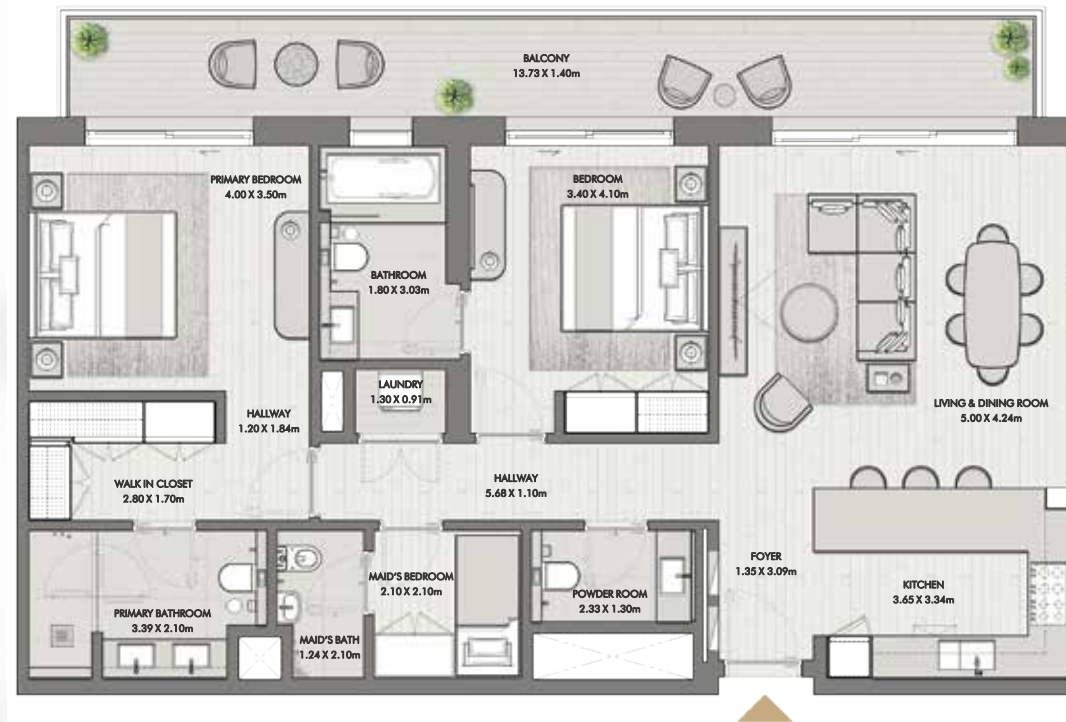 BALCONY
13.73 X 1.40m
PRIMARY BEDROOM
4.00 X 3.50m
BEDROOM
3.40 X 4.10m
BATHROOM
1.80 X 3.03m
LAUNDRY
1.30 X 0.91m
HALLWAY
1.20 X 1.84m
LIVING & DINING ROOM
5.00 X 4.24m
WALK IN CLOSET
2.80 X 1.70m
HALLWAY
5.68 X 1.10m
FOYER
1.35 X 3.09m
MAID'S BEDROOM
2.10 X 2.10m
KITCHEN
3.65 X 3.34m
POWDER ROOM
2.33 X 1.30m
PRIMARY BATHROOM
3.39 X 2.10m
MAID'S BATH
1.24 X 2.10m